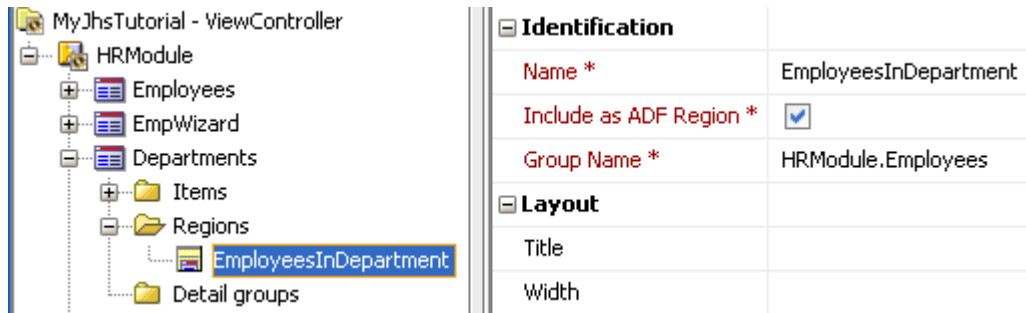 MyJhsTutorial - ViewController
HRModule
Employees
EmpWizard
Departments
Items
Regions
EmployeesInDepartment
Detail groups
Identification
Name * EmployeesInDepartment
Include as ADF Region *
Group Name * HRModule.Employees
Layout
Title
Width